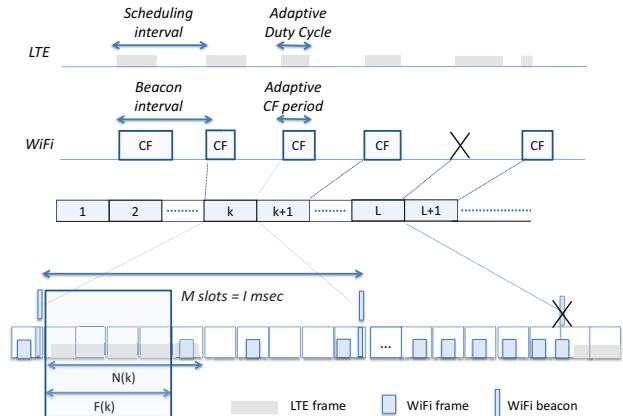 Scheduling interval
Adaptive Duty Cycle
LTE
Beacon interval
Adaptive CF period
WiFi
CF CF CF CF CF
1 2 k k+1 L L+1
M slots = I msec
...
N(k)
F(k)
LTE frame WiFi frame WiFi beacon